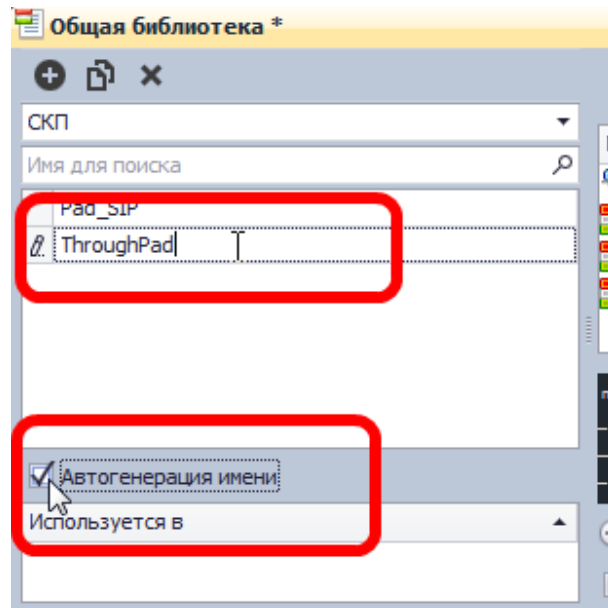 Общая библиотека *
СКП
Имя для поиска
Pad_SIP
ThroughPad
Автогенерация имени
Используется в